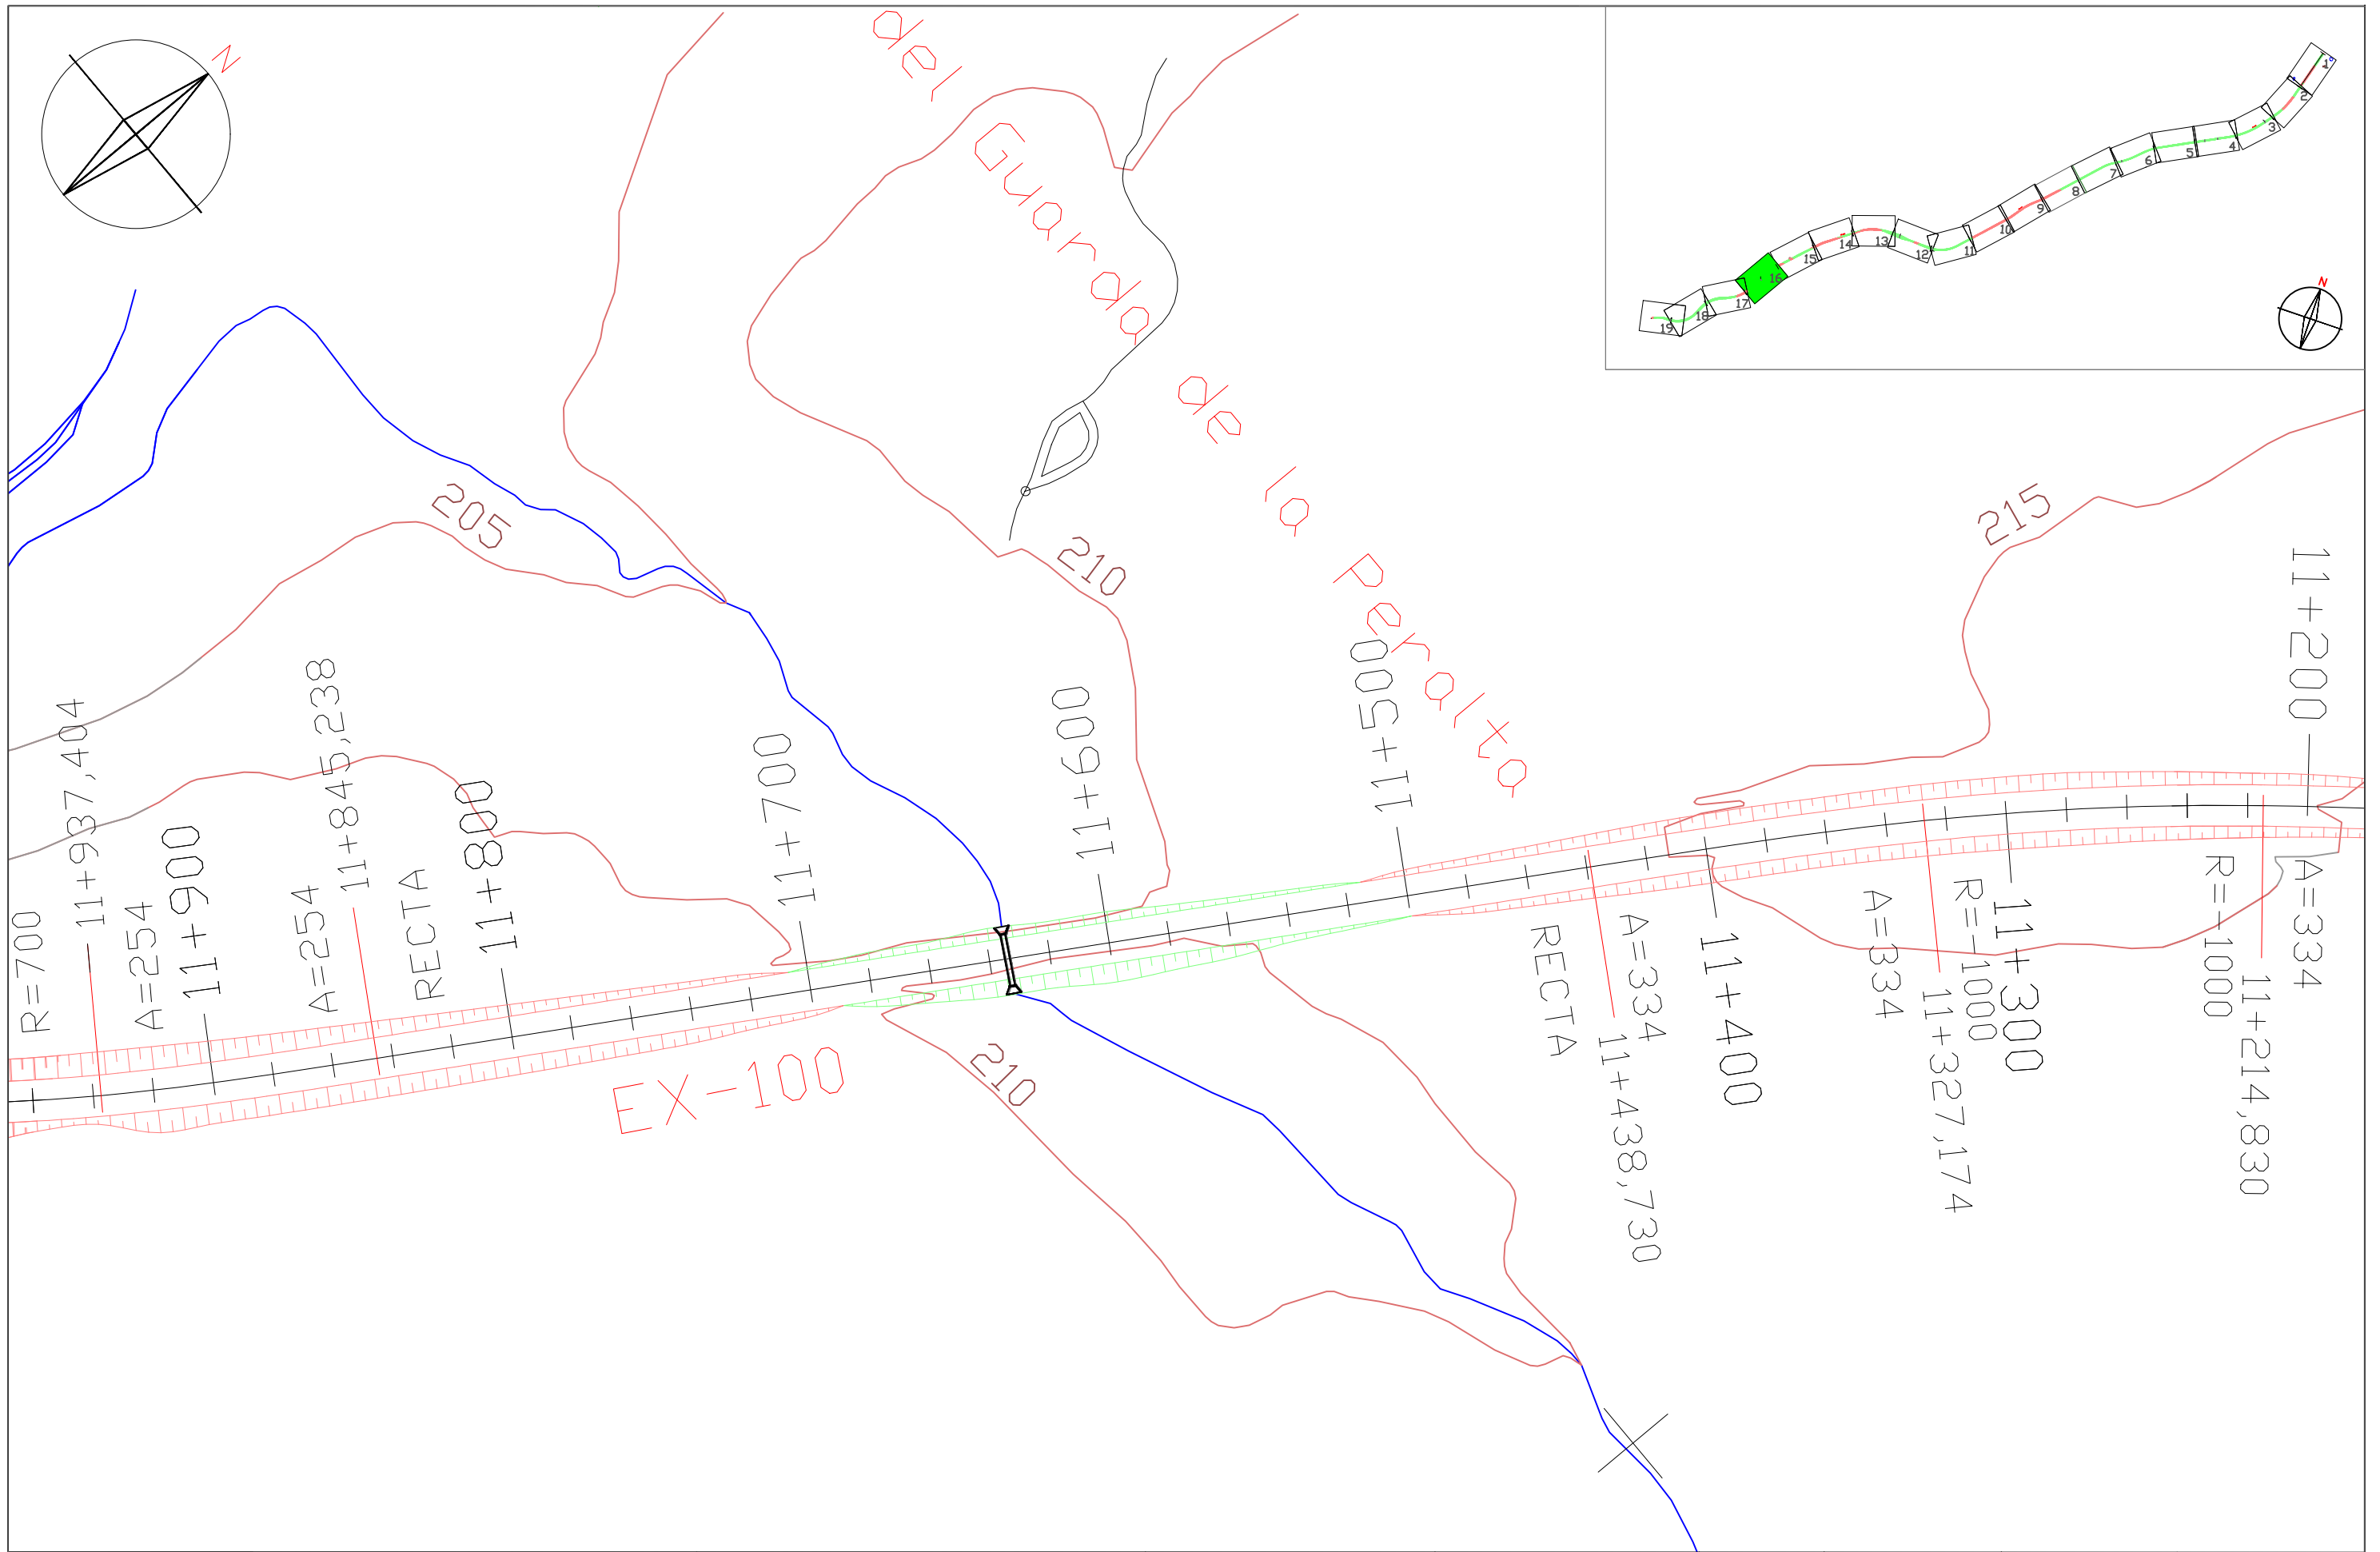 N
del
Guarda
de la
Peralta
1
2
3
4
5
6
7
8
9
10
11
12
13
14
15
16
17
18
19
N
205
210
215
210
EX-100
R=700
11+937,404
A=254
11+900
A=254
11+845,238
RECTA
11+800
11+700
11+600
11+500
RECTA
A=334
11+438,730
11+400
A=334
11+327,174
R=-1000
11+300
R=-1000
11+214,830
A=334
11+200